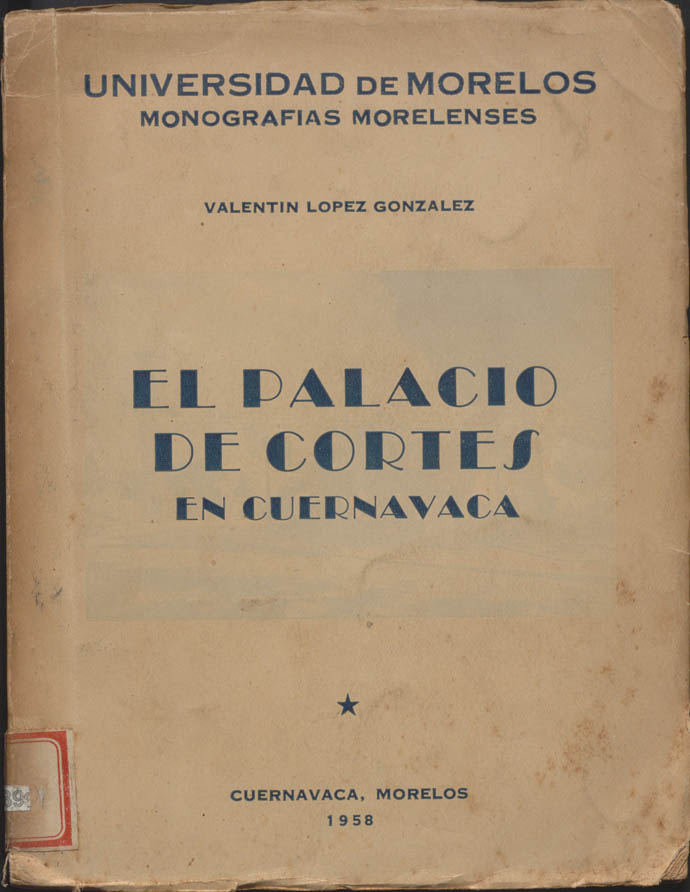 UNIVERSIDAD DE MORELOS
MONOGRAFIAS MORELENSES
VALENTIN LOPEZ GONZALEZ
EL PALACIO
DE CORTES
EN CUERNAVACA
CUERNAVACA, MORELOS
1958